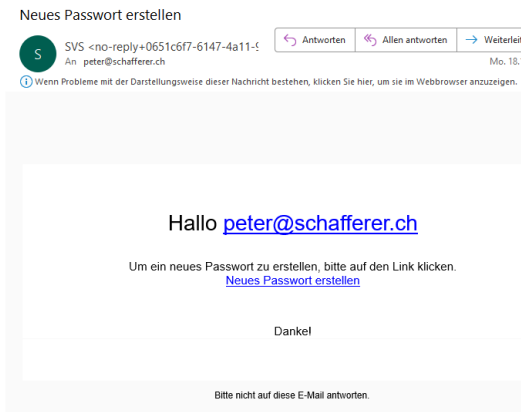 Neues Passwort erstellen
S
SVS <no-reply+0651c6f7-6147-4a11-9
Antworten
Allen antworten
Weiterleit
An peter@schafferer.ch
Mo. 18.
Wenn Probleme mit der Darstellungsweise dieser Nachricht bestehen, klicken Sie hier, um sie im Webbrowser anzuzeigen.
Hallo peter@schafferer.ch
Um ein neues Passwort zu erstellen, bitte auf den Link klicken.
Neues Passwort erstellen
Danke!
Bitte nicht auf diese E-Mail antworten.